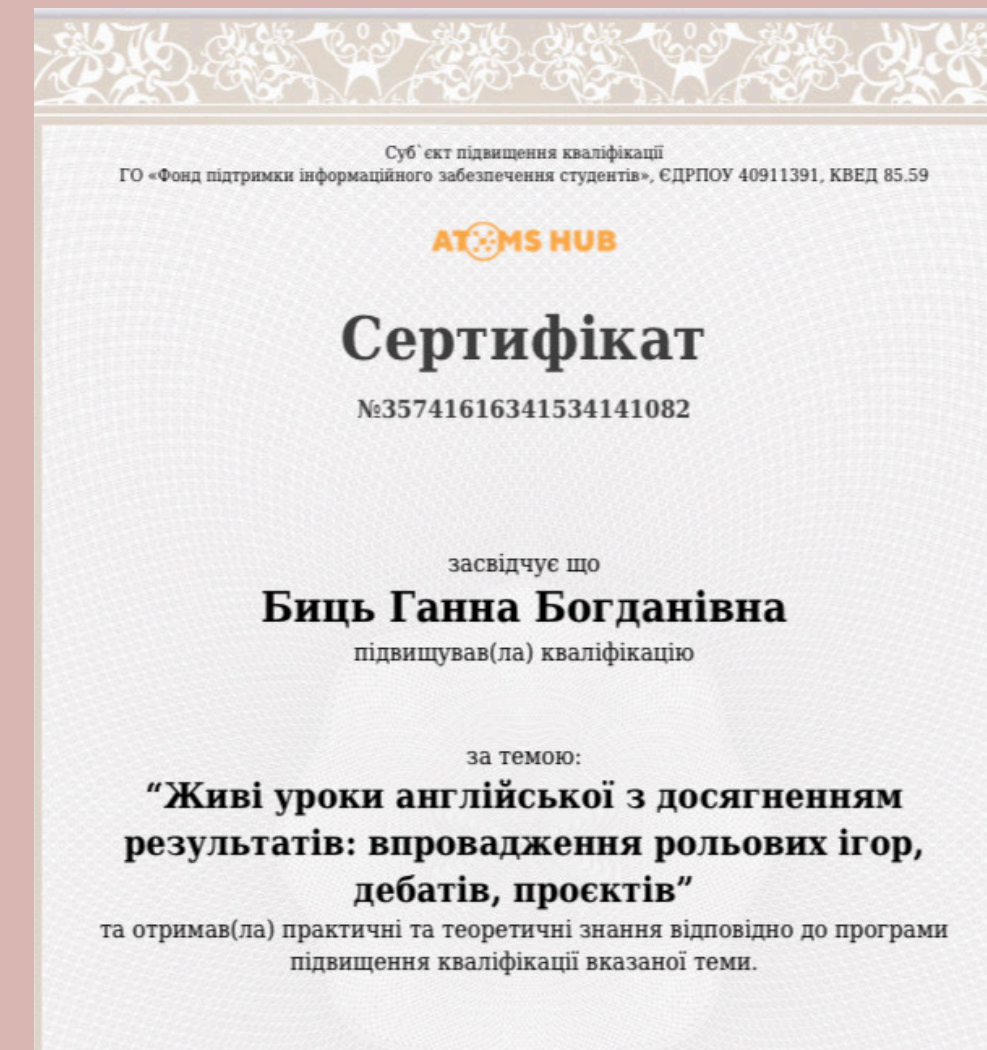 Суб`єкт підвищення кваліфікації
ГО «Фонд підтримки інформаційного забезпечення студентів», ЄДРПОУ 40911391, КВЕД 85.59
ATOMS HUB
Сертифікат
№35741616341534141082
засвідчує що
Биць Ганна Богданівна
підвищував(ла) кваліфікацію
за темою:
“Живі уроки англійської з досягненням
результатів: впровадження рольових ігор,
дебатів, проєктів”
та отримав(ла) практичні та теоретичні знання відповідно до програми
підвищення кваліфікації вказаної теми.